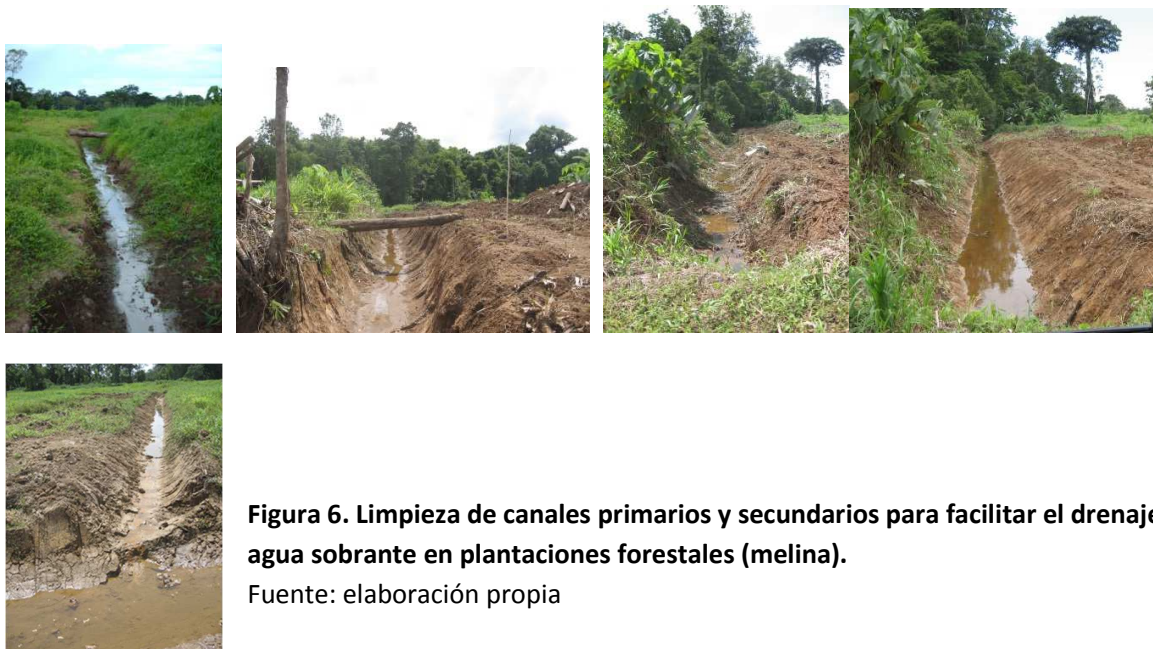 Figura 6. Limpieza de canales primarios y secundarios para facilitar el drenaje
agua sobrante en plantaciones forestales (melina).
Fuente: elaboración propia